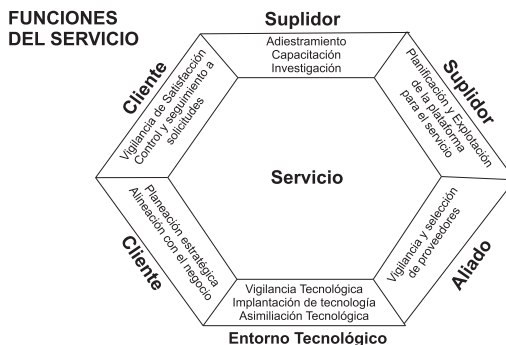 FUNCIONES
DEL SERVICIO
Suplidor
Adiestramiento
Capacitación
Investigación
Suplidor
Planificación y Explotación
de la plataforma
para el servicio
Aliado
Vigilancia y selección
de proveedores
Entorno Tecnológico
Vigilancia Tecnológica
Implantación de tecnología
Asimiliación Tecnológica
Cliente
Planeación estratégica
Alineación con el negocio
Cliente
Vigilancia de Satisfacción
Control y seguimiento a
solicitudes
Servicio